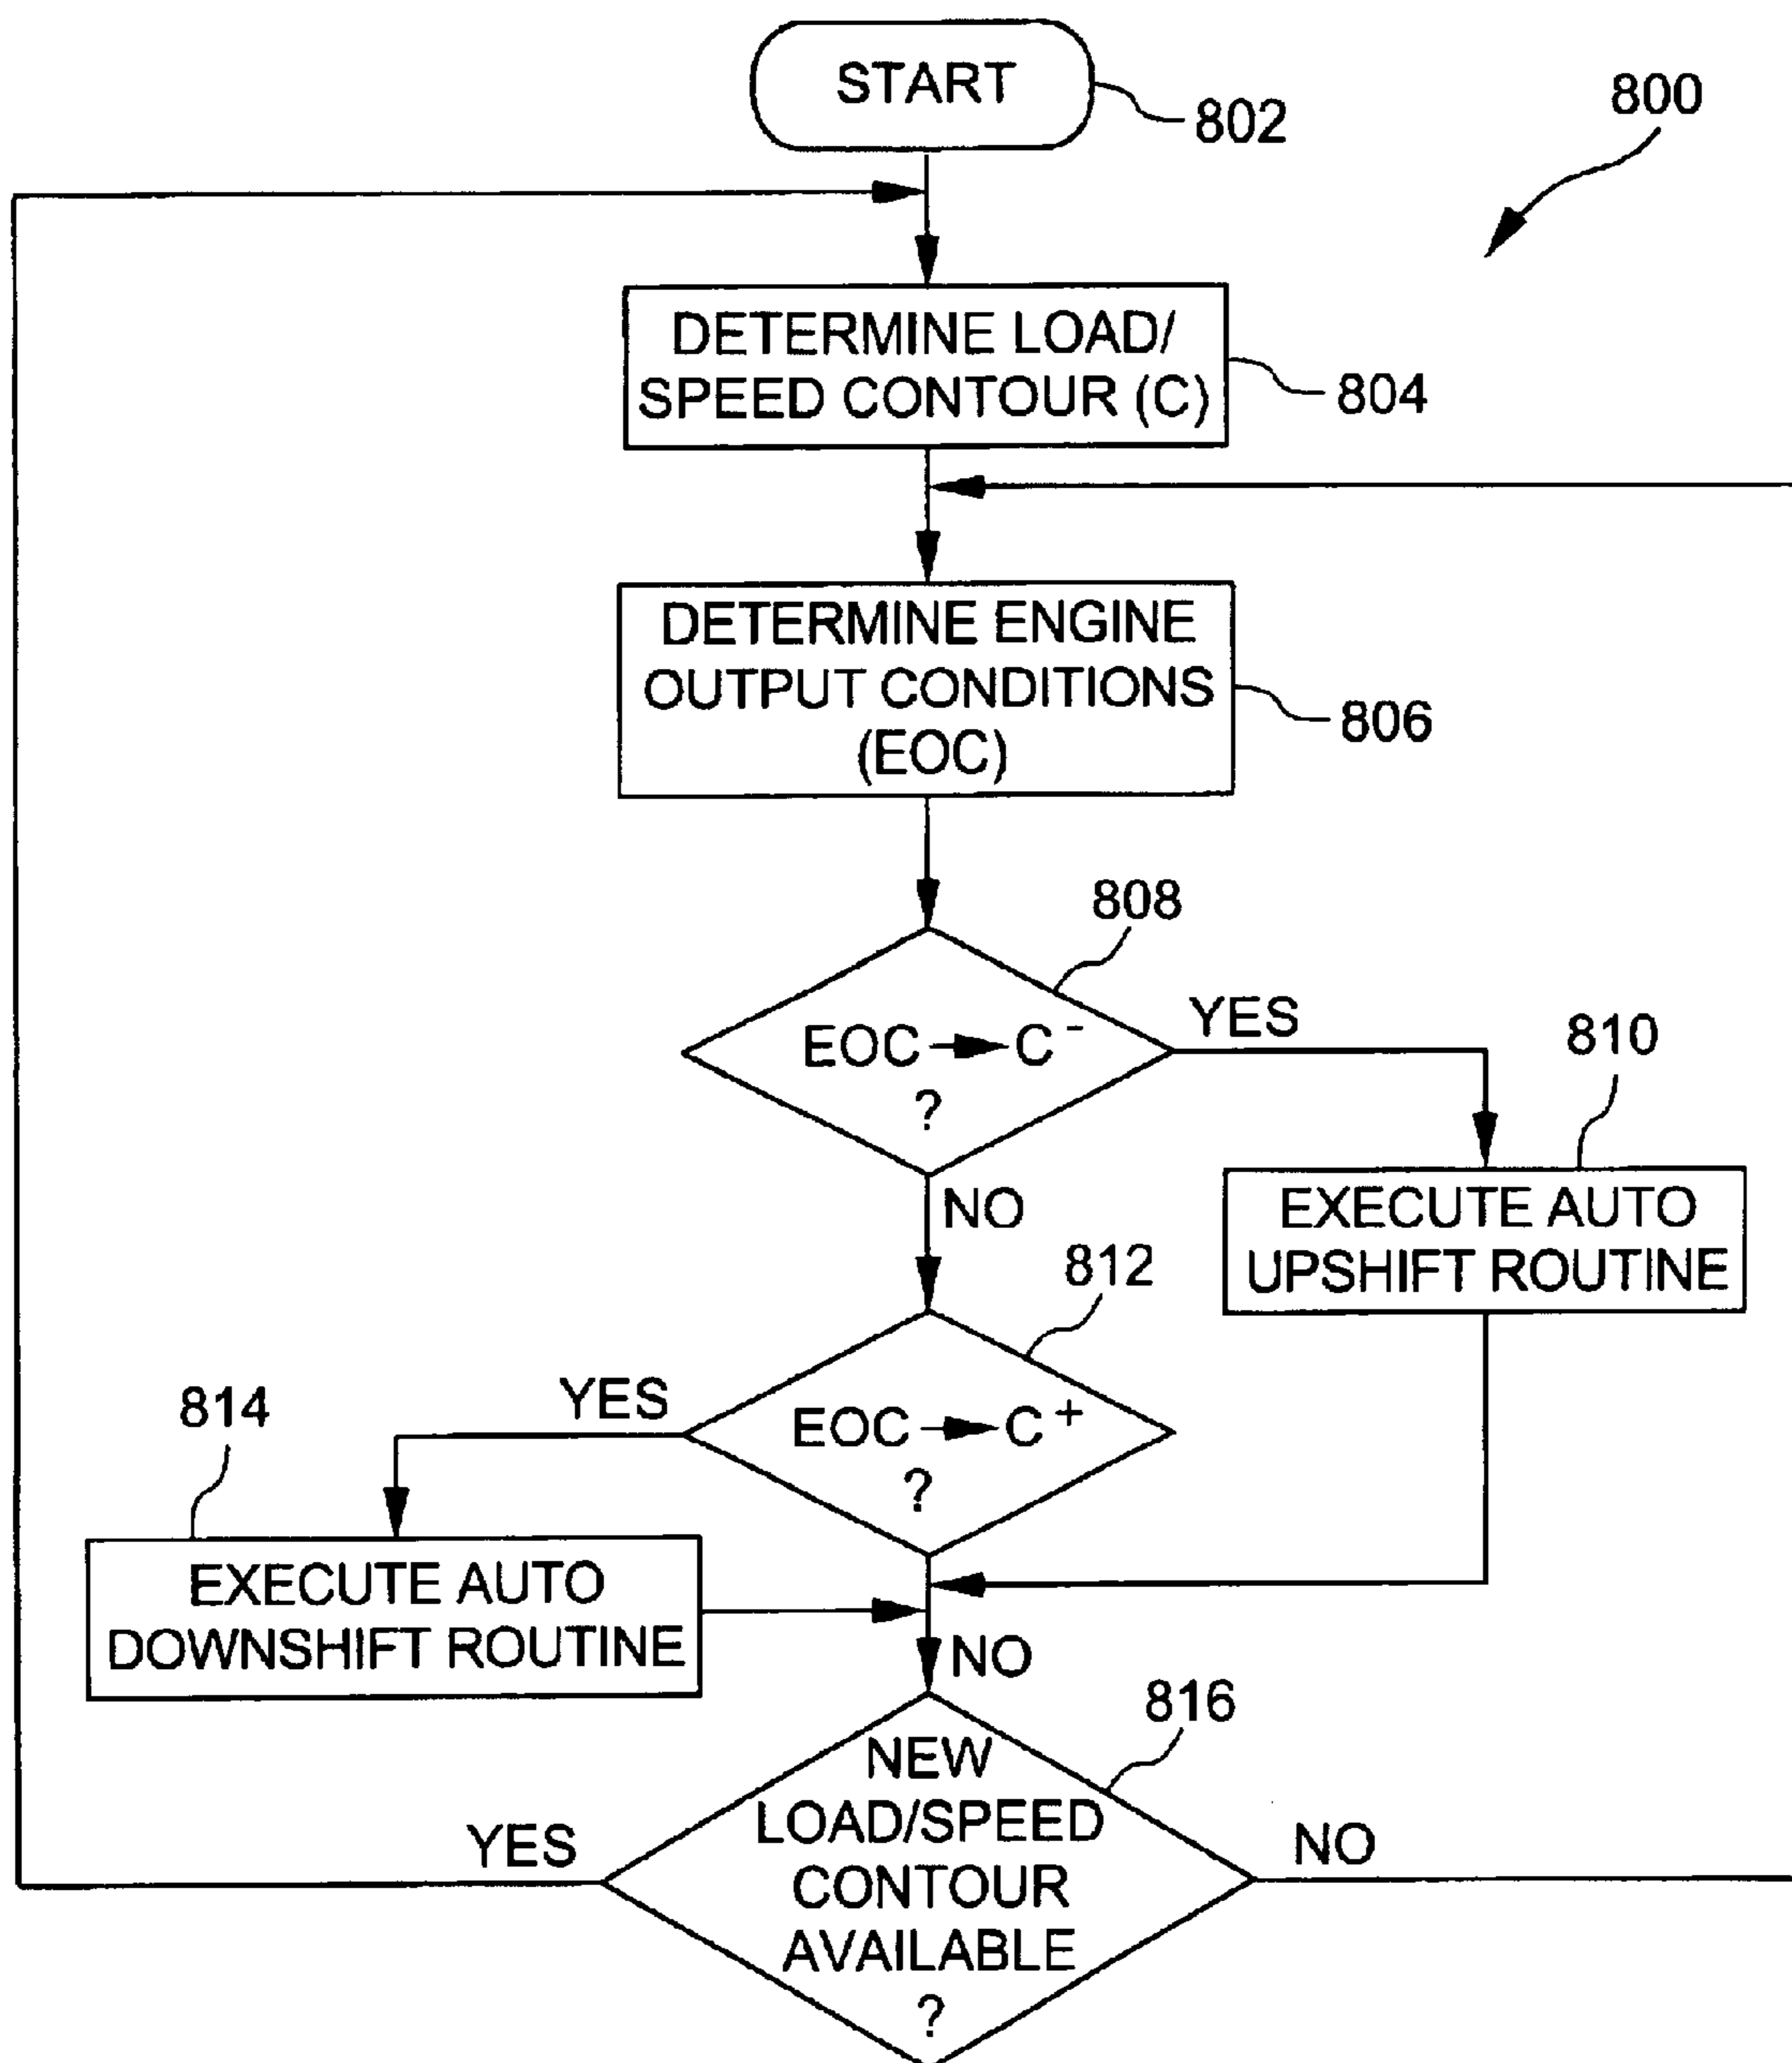 START
802
800
DETERMINE LOAD/
SPEED CONTOUR (C)
804
DETERMINE ENGINE
OUTPUT CONDITIONS
(EOC)
806
808
EOC → C⁻
?
YES
810
EXECUTE AUTO
UPSHIFT ROUTINE
NO
812
EOC → C⁺
?
YES
814
EXECUTE AUTO
DOWNSHIFT ROUTINE
NO
816
NEW
LOAD/SPEED
CONTOUR
AVAILABLE
?
YES
NO